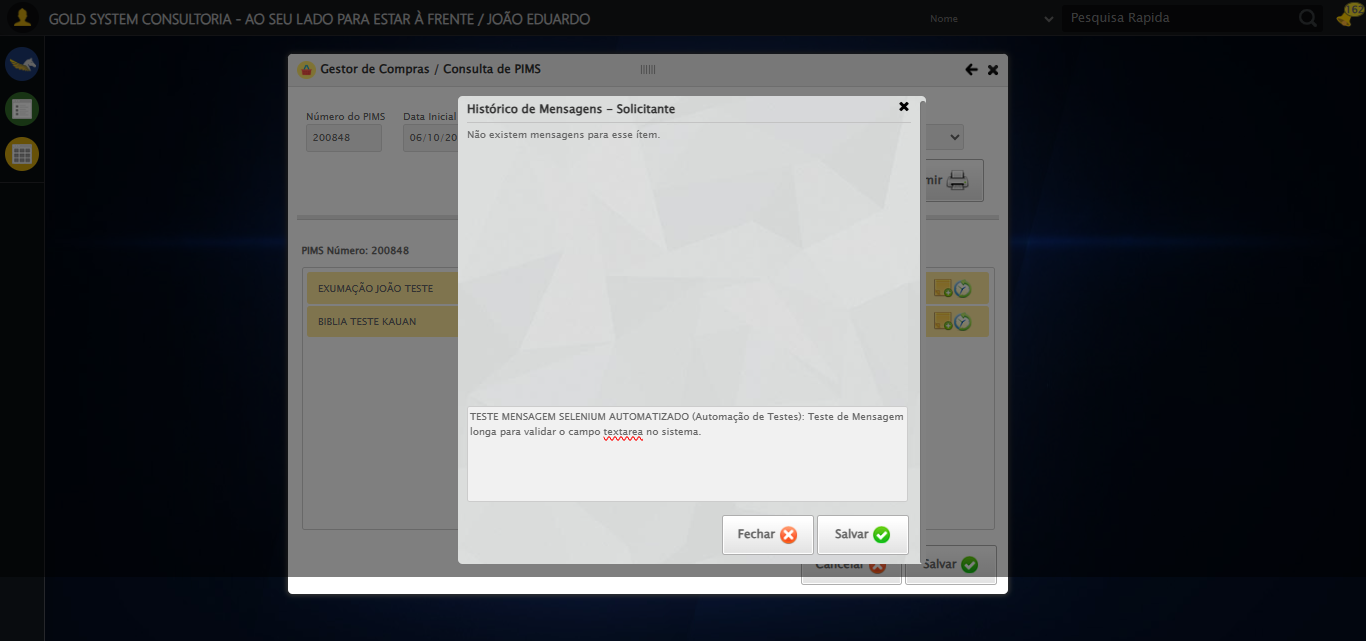 GOLD SYSTEM CONSULTORIA - AO SEU LADO PARA ESTAR À FRENTE / JOÃO EDUARDO
Nome
Pesquisa Rapida
162
Gestor de Compras / Consulta de PIMS
Número do PIMS
Data Inicial
200848
06/10/20
mir
PIMS Número: 200848
EXUMAÇÃO JOÃO TESTE
BIBLIA TESTE KAUAN
Histórico de Mensagens - Solicitante
Não existem mensagens para esse ítem.
TESTE MENSAGEM SELENIUM AUTOMATIZADO (Automação de Testes): Teste de Mensagem
longa para validar o campo textarea no sistema.
Fechar
Salvar
Cancelar
Salvar